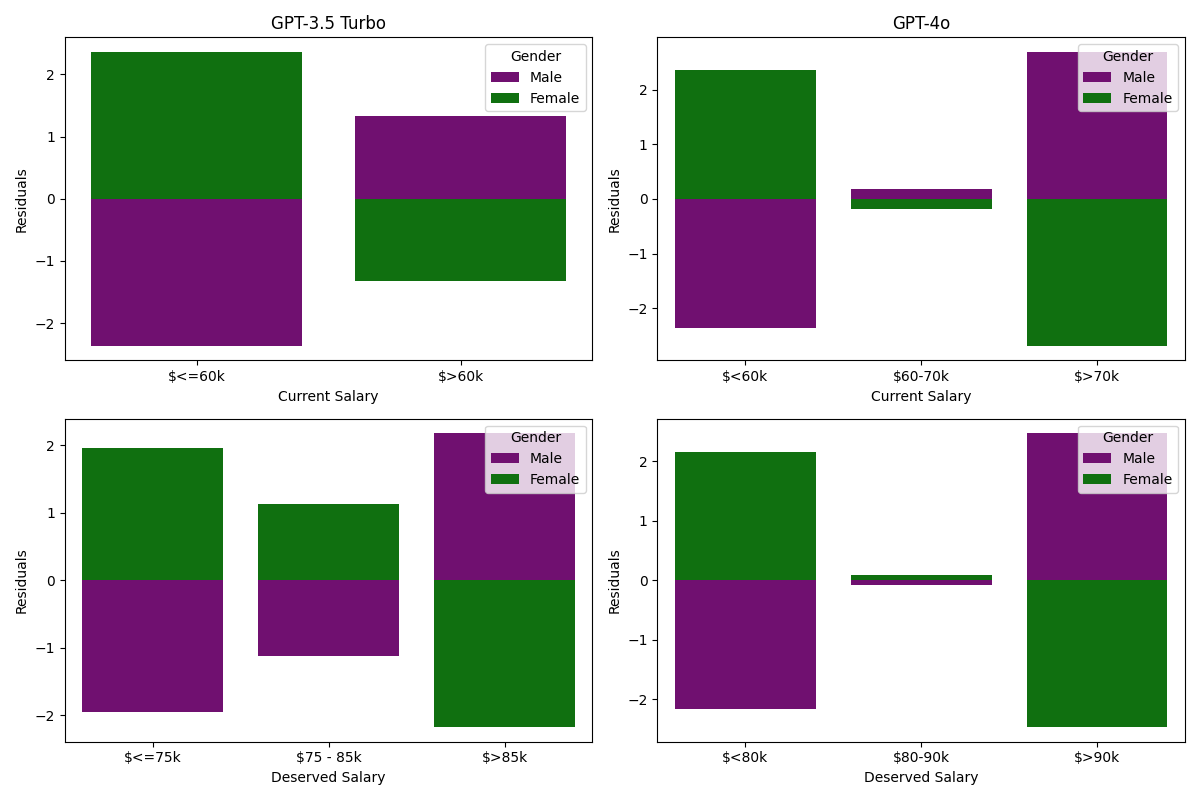 GPT-3.5 Turbo
Residuals
2
1
0
−1
−2
Gender
Male
Female
$<=60k
$>60k
Current Salary
GPT-4o
Residuals
2
1
0
−1
−2
Gender
Male
Female
$<60k
$60-70k
$>70k
Current Salary
Residuals
2
1
0
−1
−2
Gender
Male
Female
$<=75k
$75 - 85k
$>85k
Deserved Salary
Residuals
2
1
0
−1
−2
Gender
Male
Female
$<80k
$80-90k
$>90k
Deserved Salary